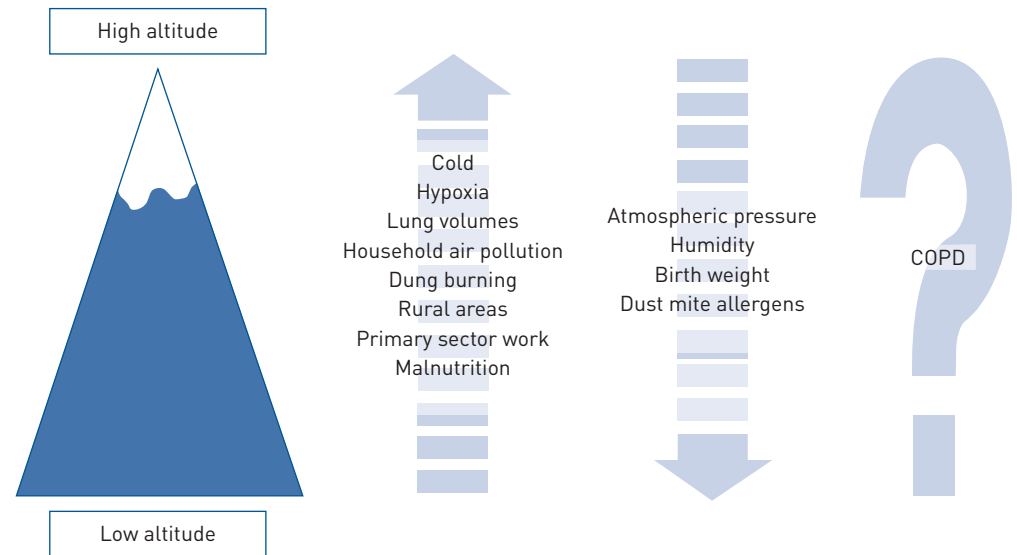 High altitude
Cold
Hypoxia
Lung volumes
Household air pollution
Dung burning
Rural areas
Primary sector work
Malnutrition
Atmospheric pressure
Humidity
Birth weight
Dust mite allergens
COPD
Low altitude